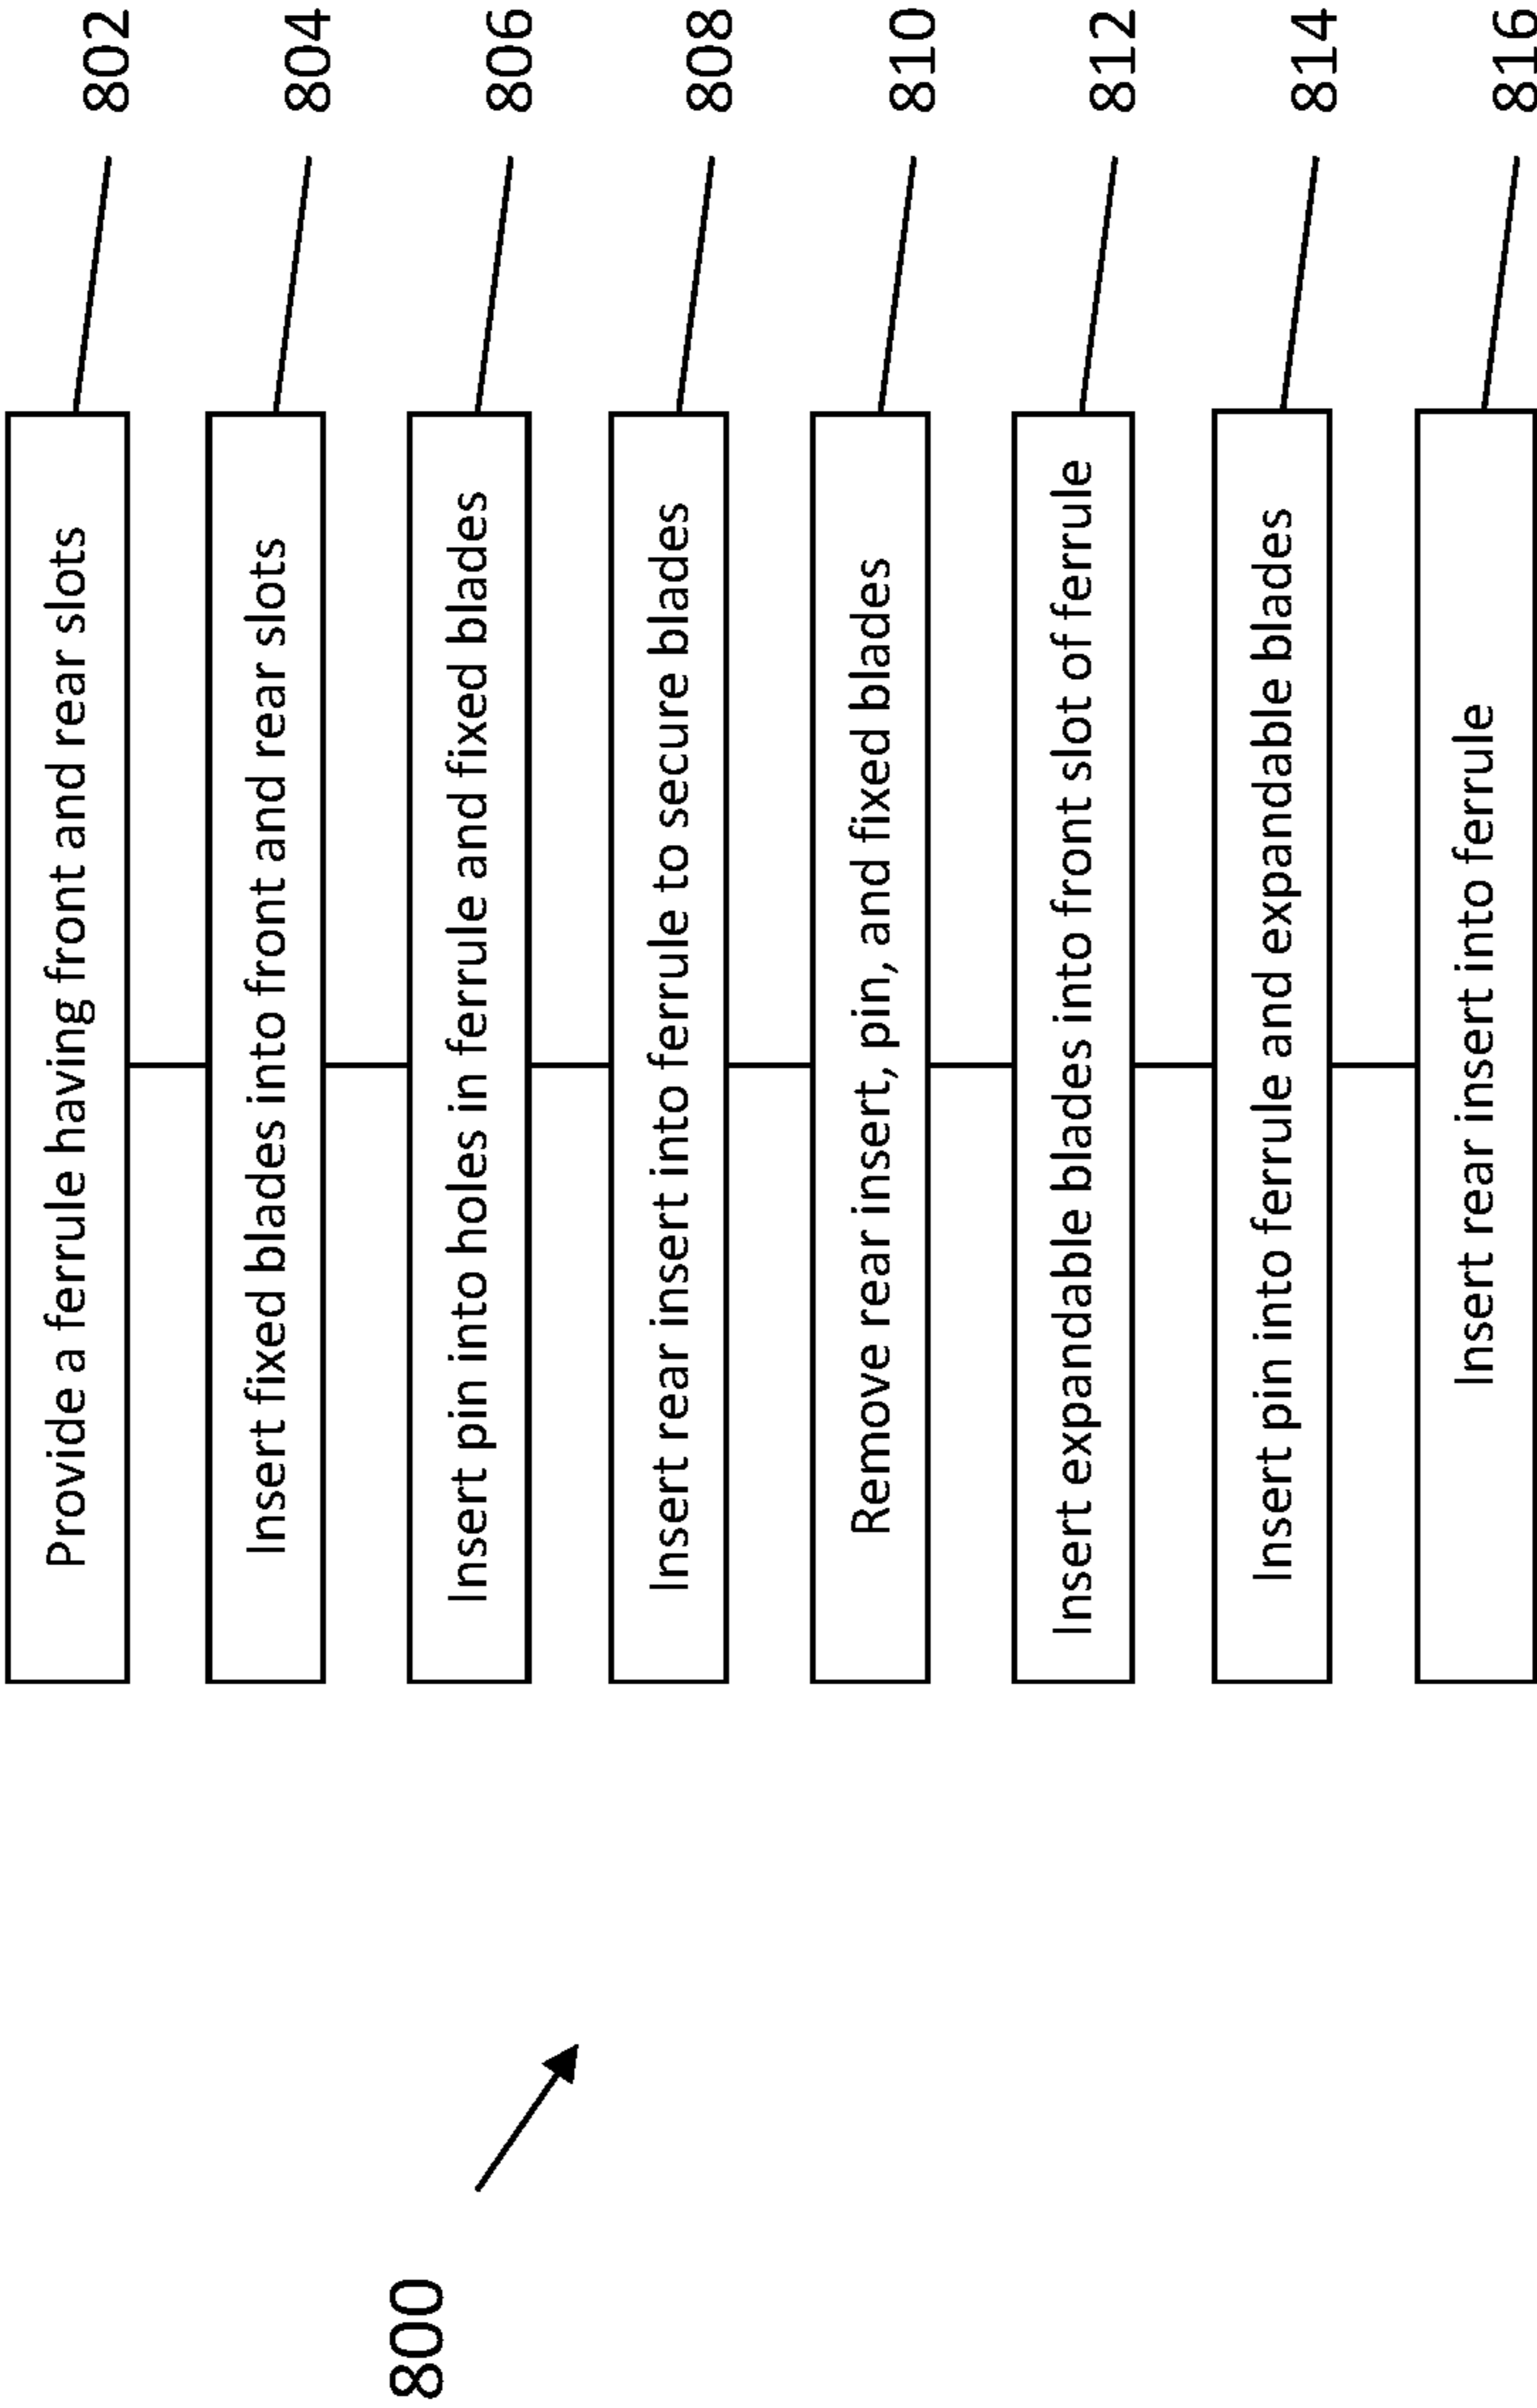 800
Provide a ferrule having front and rear slots
802
Insert fixed blades into front and rear slots
804
Insert pin into holes in ferrule and fixed blades
806
Insert rear insert into ferrule to secure blades
808
Remove rear insert, pin, and fixed blades
810
Insert expandable blades into front slot of ferrule
812
Insert pin into ferrule and expandable blades
814
Insert rear insert into ferrule
816